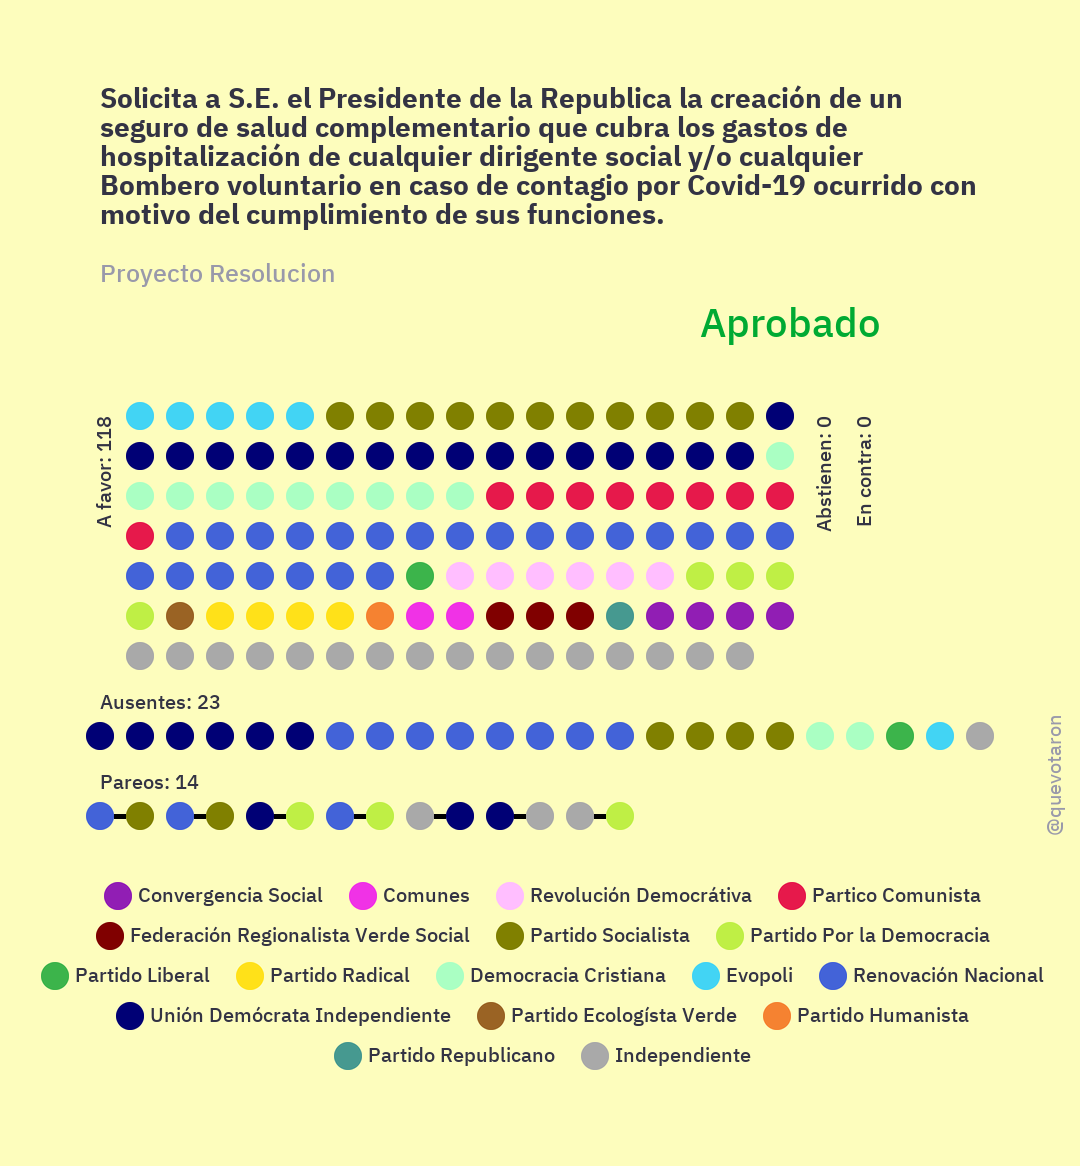 Solicita a S.E. el Presidente de la Republica la creación de un
seguro de salud complementario que cubra los gastos de
hospitalización de cualquier dirigente social y/o cualquier
Bombero voluntario en caso de contagio por Covid-19 ocurrido con
motivo del cumplimiento de sus funciones.
Proyecto Resolucion
Aprobado
A favor: 118
Abstienen: 0
En contra: 0
Ausentes: 23
Pareos: 14
@quevotaron
Convergencia Social
Comunes
Revolución Democrátiva
Partico Comunista
Federación Regionalista Verde Social
Partido Socialista
Partido Por la Democracia
Partido Liberal
Partido Radical
Democracia Cristiana
Evopoli
Renovación Nacional
Unión Demócrata Independiente
Partido Ecologísta Verde
Partido Humanista
Partido Republicano
Independiente